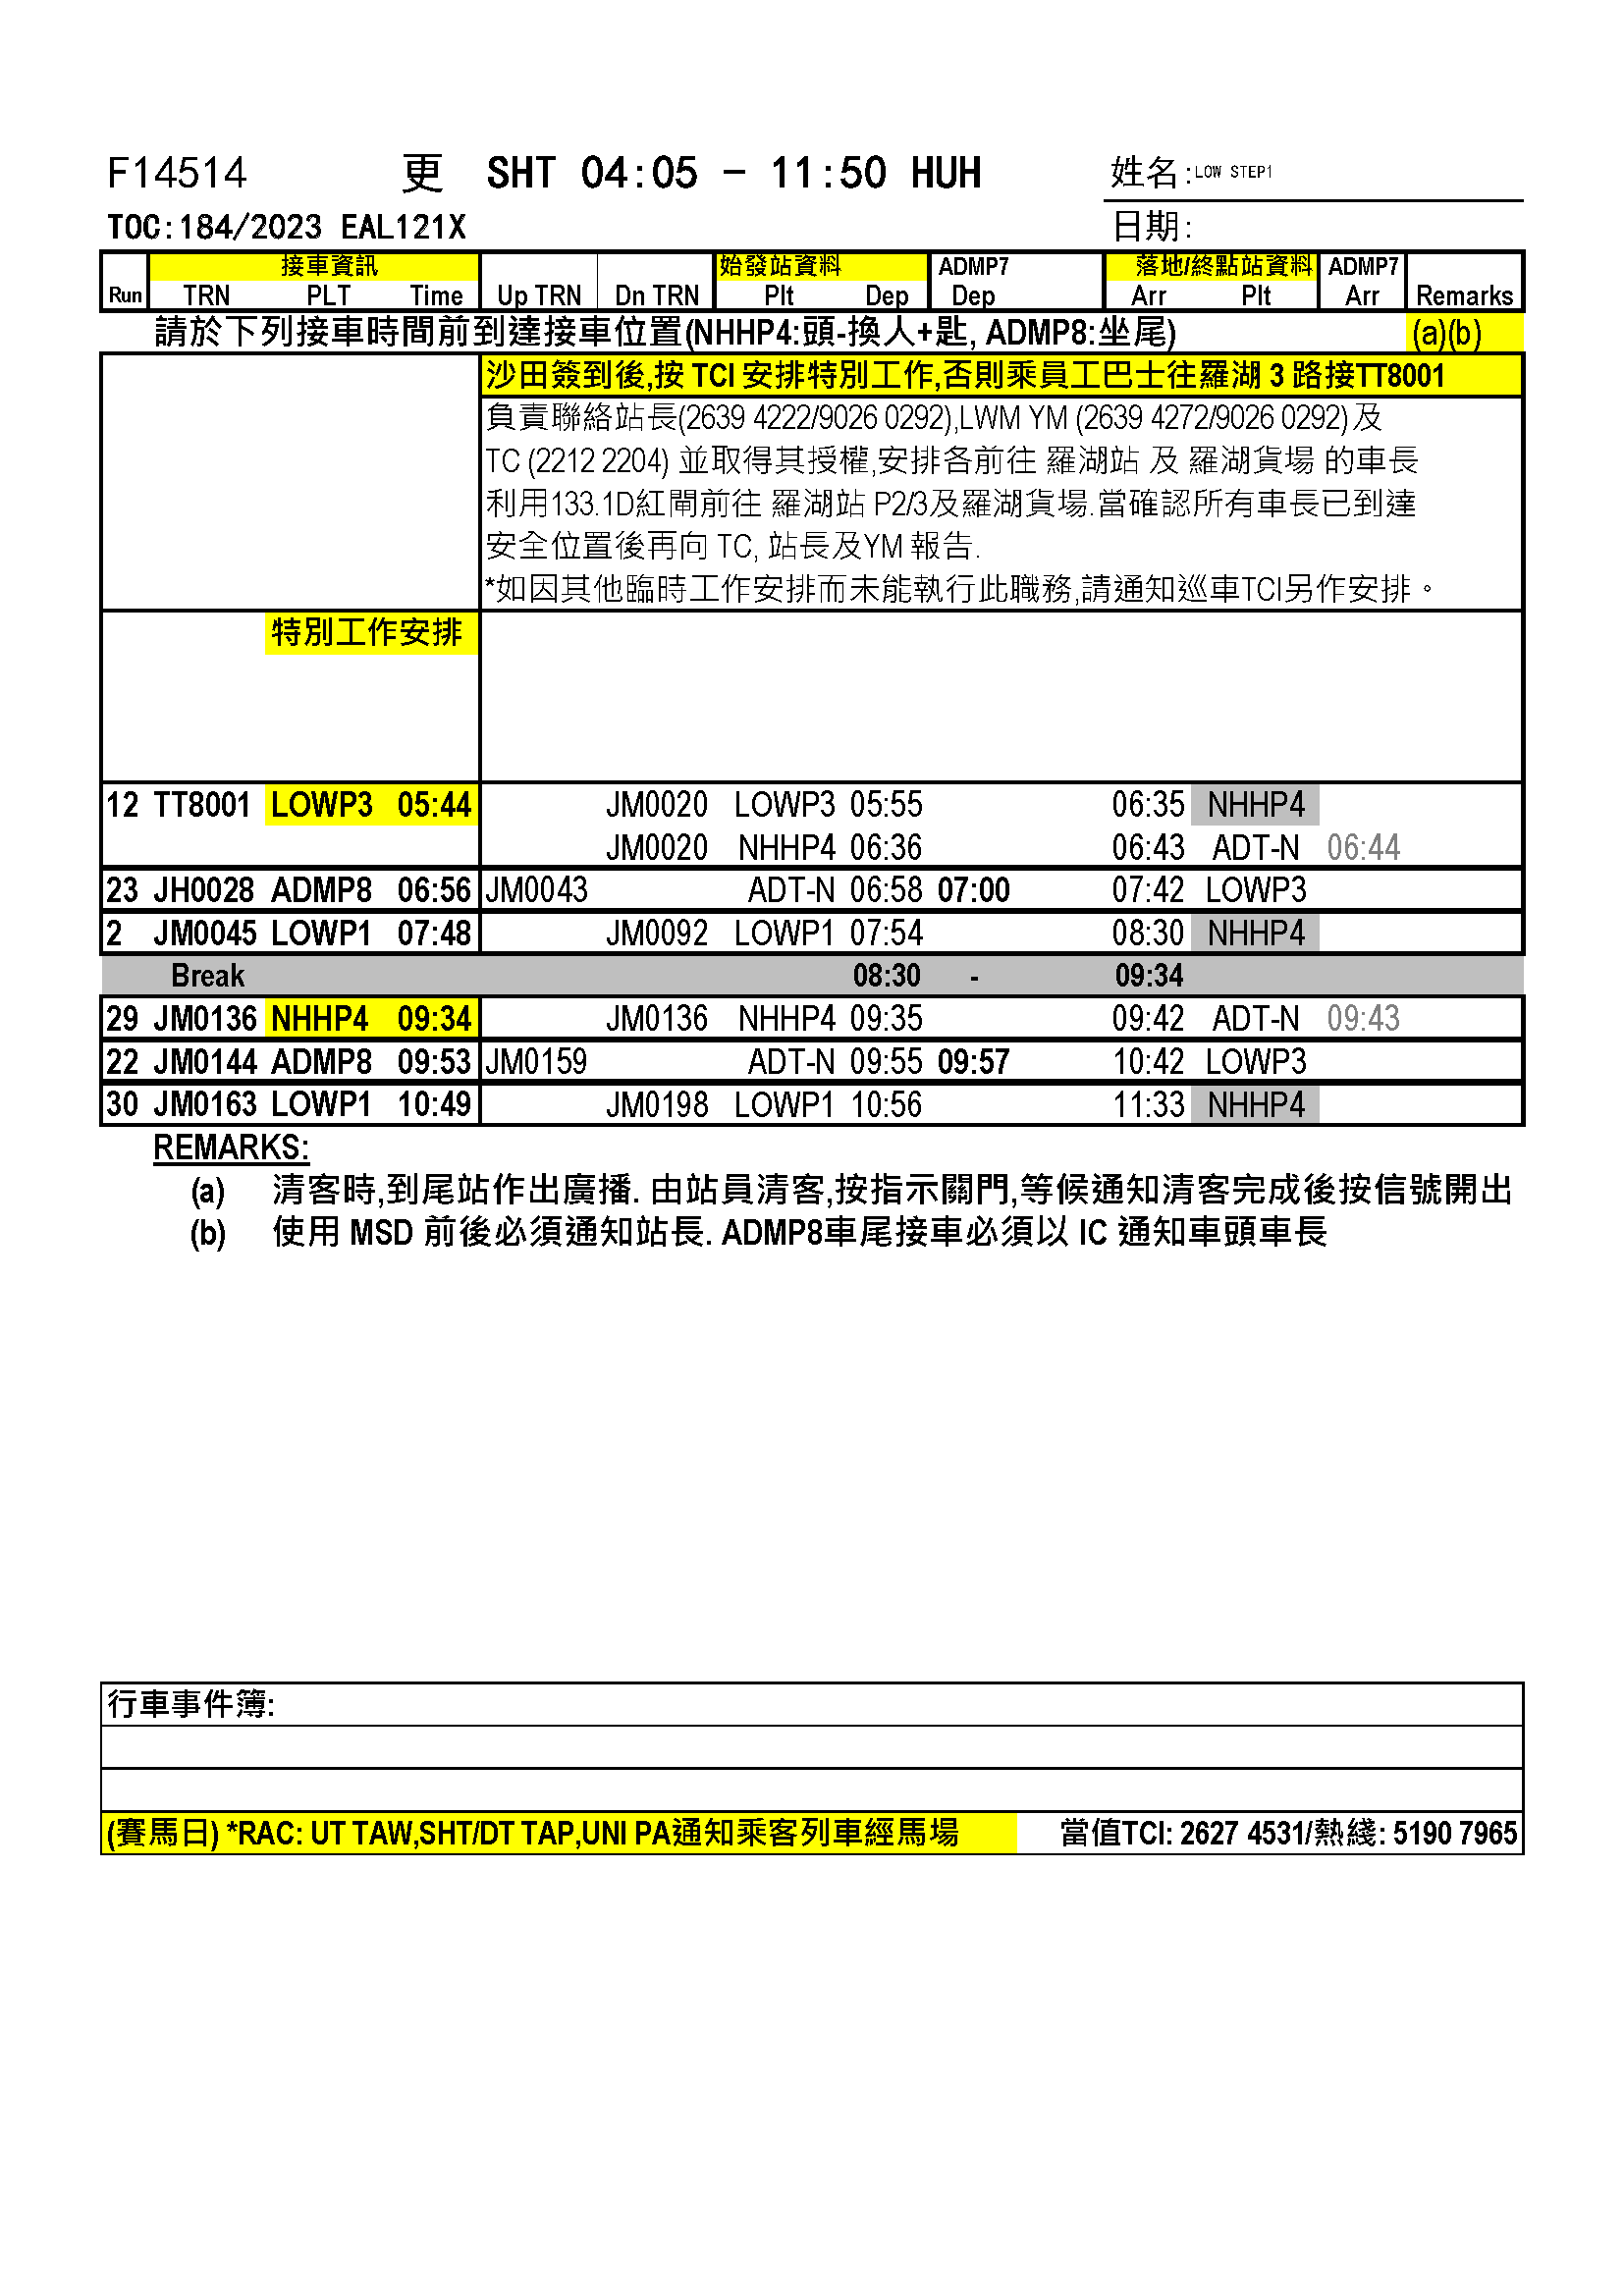 F14514 更 SHT 04:05 - 11:50 HUH 姓名:LOW STEP1
TOC:184/2023 EAL121X 日期:
接車資訊 始發站資料 ADMP7 落地/終點站資料 ADMP7
Run TRN PLT Time Up TRN Dn TRN Plt Dep Dep Arr Plt Arr Remarks
請於下列接車時間前到達接車位置(NHHP4:頭-換人+匙, ADMP8:坐尾) (a)(b)
沙田簽到後,按 TCI 安排特別工作,否則乘員工巴士往羅湖 3 路接TT8001
負責聯絡站長(2639 4222/9026 0292),LWM YM (2639 4272/9026 0292) 及
TC (2212 2204) 並取得其授權,安排各前往 羅湖站 及 羅湖貨場 的車長
利用133.1D紅閘前往 羅湖站 P2/3及羅湖貨場.當確認所有車長已到達
安全位置後再向 TC, 站長及YM 報告.
*如因其他臨時工作安排而未能執行此職務,請通知巡車TCI另作安排。
特別工作安排
12 TT8001 LOWP3 05:44 JM0020 LOWP3 05:55 06:35 NHHP4
JM0020 NHHP4 06:36 06:43 ADT-N 06:44
23 JH0028 ADMP8 06:56 JM0043 ADT-N 06:58 07:00 07:42 LOWP3
2 JM0045 LOWP1 07:48 JM0092 LOWP1 07:54 08:30 NHHP4
Break 08:30 - 09:34
29 JM0136 NHHP4 09:34 JM0136 NHHP4 09:35 09:42 ADT-N 09:43
22 JM0144 ADMP8 09:53 JM0159 ADT-N 09:55 09:57 10:42 LOWP3
30 JM0163 LOWP1 10:49 JM0198 LOWP1 10:56 11:33 NHHP4
REMARKS:
(a) 清客時,到尾站作出廣播. 由站員清客,按指示關門,等候通知清客完成後按信號開出
(b) 使用 MSD 前後必須通知站長. ADMP8車尾接車必須以 IC 通知車頭車長
行車事件簿:
(賽馬日) *RAC: UT TAW,SHT/DT TAP,UNI PA通知乘客列車經馬場 當值TCI: 2627 4531/熱綫: 5190 7965